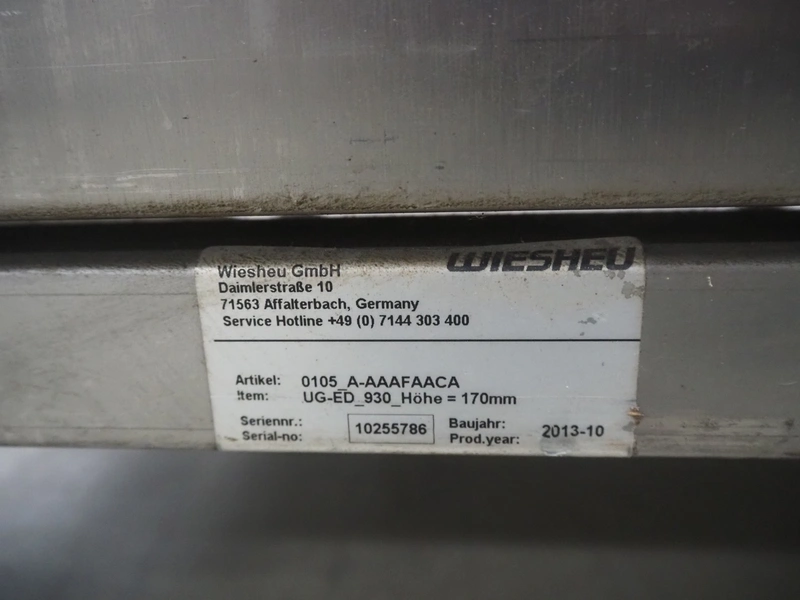 WIESHEU
Wiesheu GmbH
Daimlerstraße 10
71563 Affalterbach, Germany
Service Hotline +49 (0) 7144 303 400
Artikel: 0105_A-AAAFAACA
Item: UG-ED_930_Höhe = 170mm
Seriennr.: 10255786 Baujahr: 2013-10
Serial-no: Prod.year: